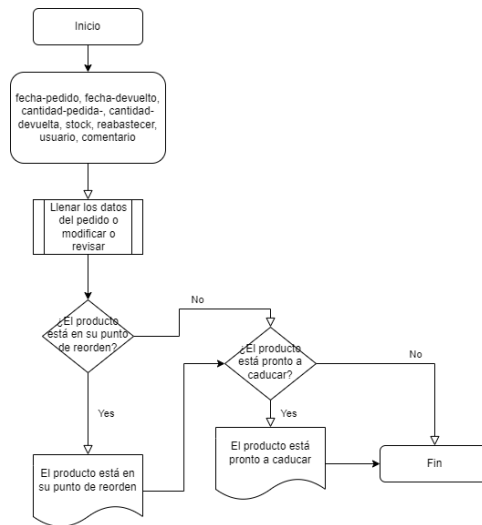 Inicio
fecha-pedido, fecha-devuelto,
cantidad-pedida-, cantidad-
devuelta, stock, reabastecer,
usuario, comentario
Llenar los datos
del pedido o
modificar o
revisar
¿El producto
está en su punto
de reorden?
No
¿El producto
está pronto a
caducar?
No
Yes
Yes
El producto está en
su punto de reorden
El producto está
pronto a caducar
Fin